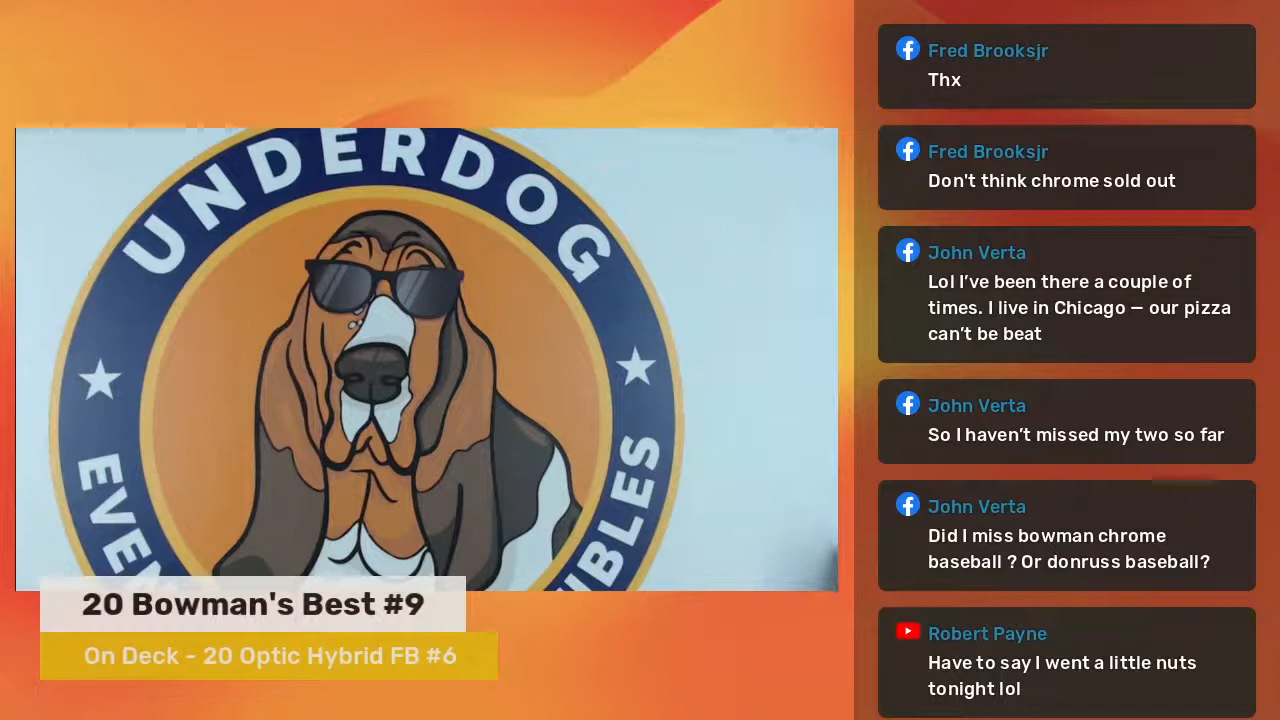 UNDERDOG
EVEN
IBLES
20 Bowman's Best #9
On Deck - 20 Optic Hybrid FB #6
Fred Brooksjr
Thx
Fred Brooksjr
Don't think chrome sold out
John Verta
Lol I’ve been there a couple of
times. I live in Chicago — our pizza
can’t be beat
John Verta
So I haven’t missed my two so far
John Verta
Did I miss bowman chrome
baseball ? Or donruss baseball?
Robert Payne
Have to say I went a little nuts
tonight lol